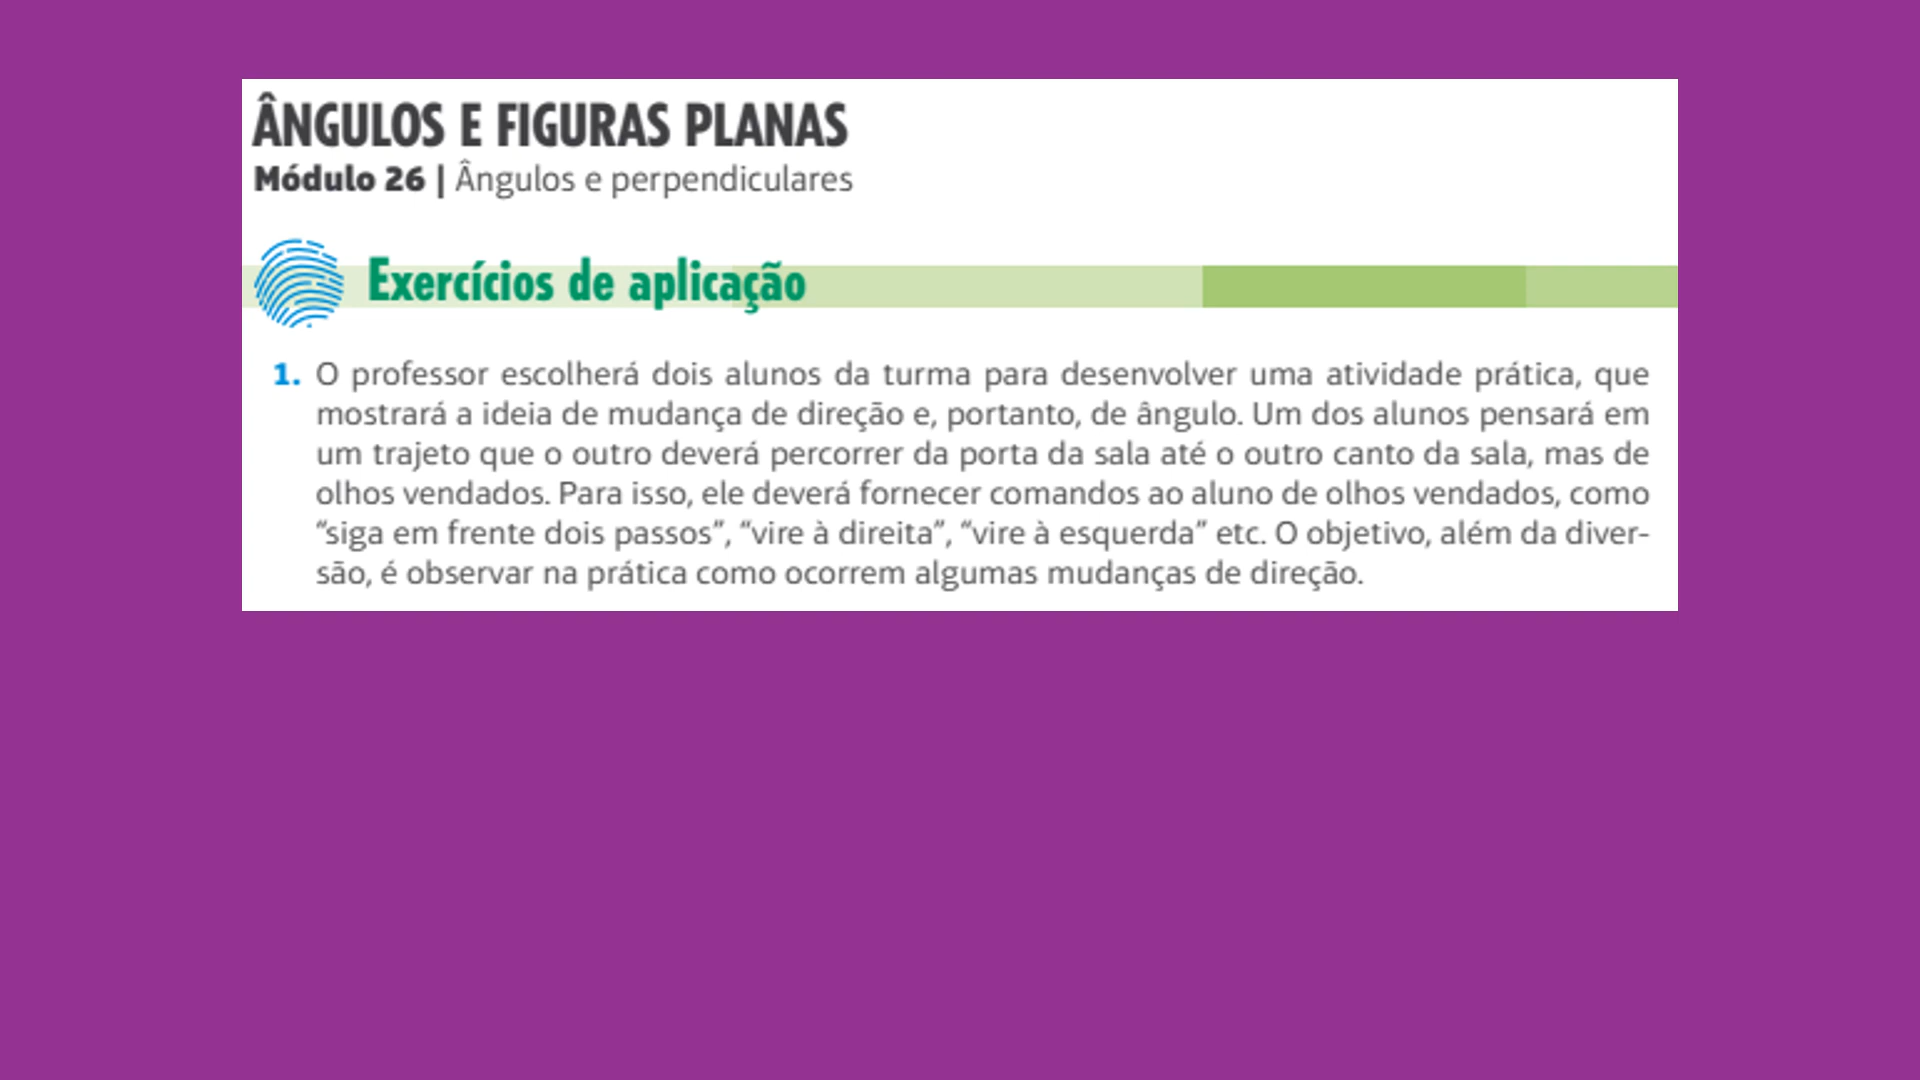 ÂNGULOS E FIGURAS PLANAS
Módulo 26 | Ângulos e perpendiculares
Exercícios de aplicação
1. O professor escolherá dois alunos da turma para desenvolver uma atividade prática, que
mostrará a ideia de mudança de direção e, portanto, de ângulo. Um dos alunos pensará em
um trajeto que o outro deverá percorrer da porta da sala até o outro canto da sala, mas de
olhos vendados. Para isso, ele deverá fornecer comandos ao aluno de olhos vendados, como
“siga em frente dois passos”, “vire à direita”, “vire à esquerda” etc. O objetivo, além da diver-
são, é observar na prática como ocorrem algumas mudanças de direção.